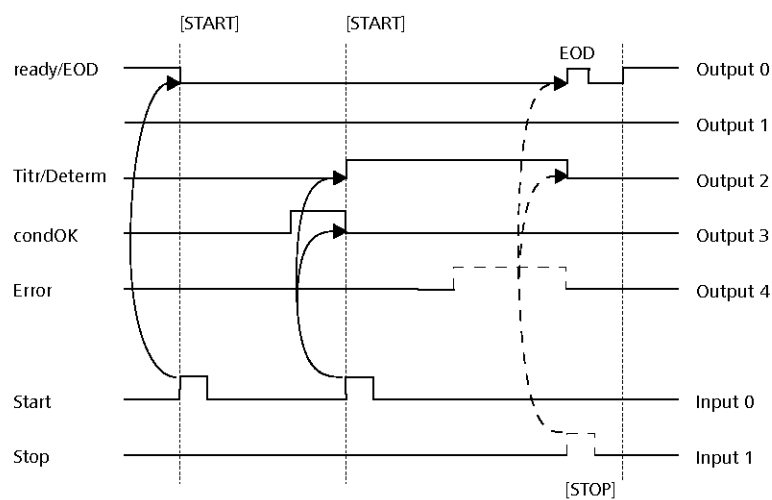 [START] [START]
ready/EOD EOD Output 0
Output 1
Titr/Determ Output 2
condOK Output 3
Error Output 4
Start Input 0
Stop Input 1
[STOP]